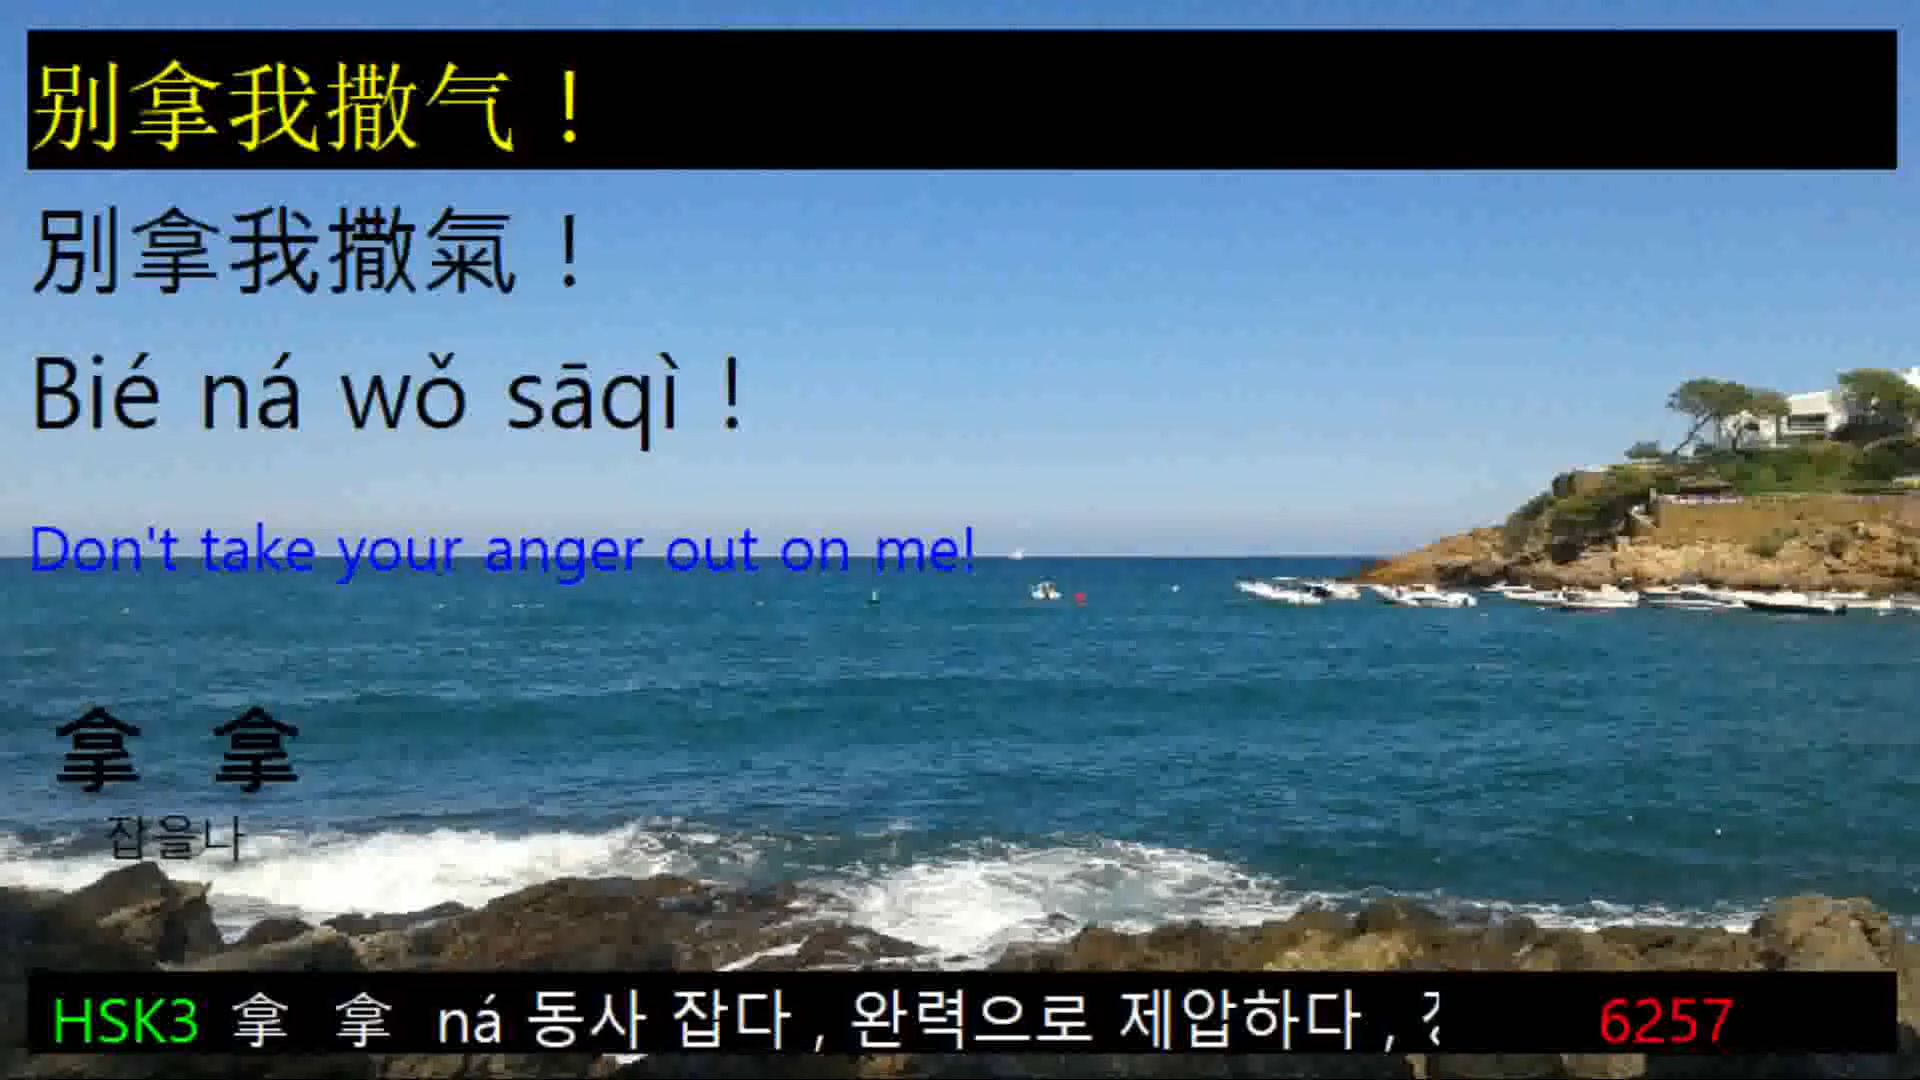 别拿我撒气！
別拿我撒氣！
Bié ná wǒ sāqì !
Don't take your anger out on me!
拿 拿
잡을나
HSK3 拿 拿 ná 동사 잡다 , 완력으로 제압하다 ,
6257